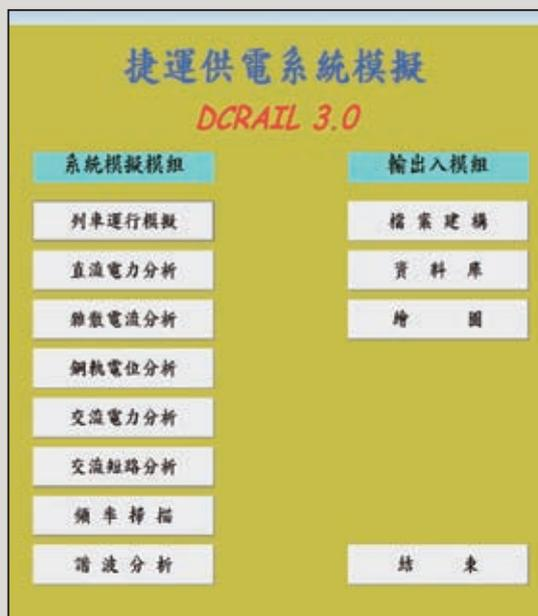 捷運供電系統模擬
DCRAIL 3.0
系統模擬模組
列車運行模擬
直流電力分析
雜散電流分析
鋼軌電位分析
交流電力分析
交流短路分析
頻率掃描
諧波分析
輸出入模組
檔案建構
資料庫
繪圖
結束